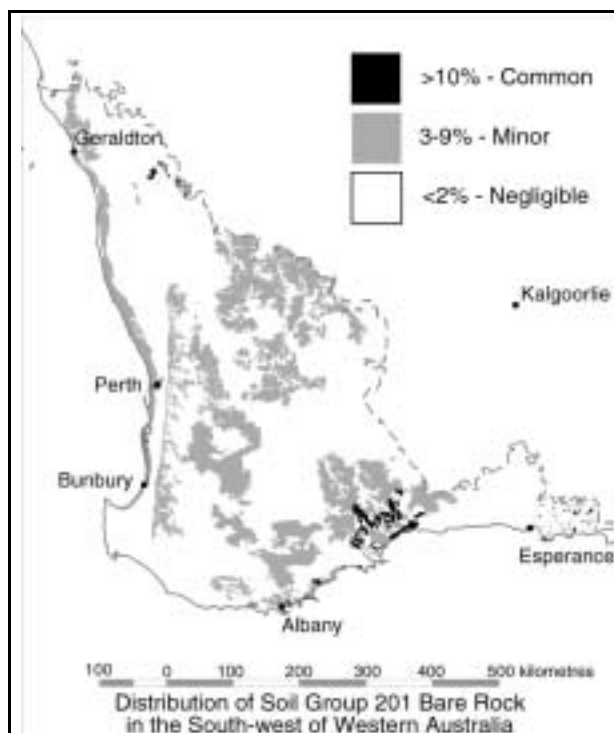 >10% - Common
3-9% - Minor
<2% - Negligible
Geraldton
Kalgoorlie
Perth
Bunbury
Esperance
Albany
100 0 100 200 300 400 500 kilometres
Distribution of Soil Group 201 Bare Rock
in the South-west of Western Australia